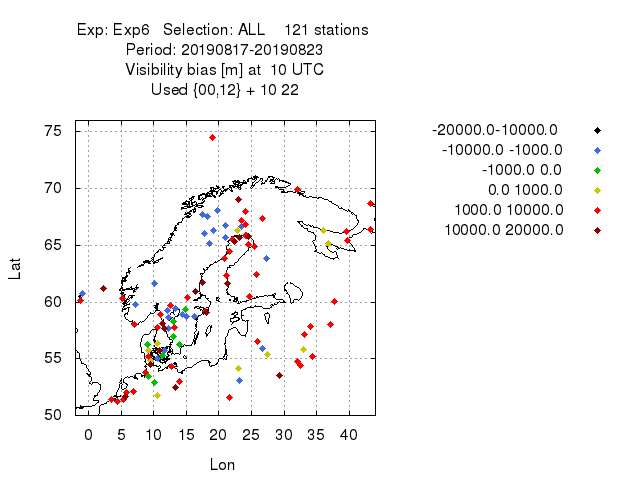 Exp: Exp6 Selection: ALL 121 stations
Period: 20190817-20190823
Visibility bias [m] at 10 UTC
Used {00,12} + 10 22
-20000.0-10000.0
-10000.0 -1000.0
-1000.0 0.0
0.0 1000.0
1000.0 10000.0
10000.0 20000.0
75
70
65
60
55
50
Lat
0 5 10 15 20 25 30 35 40
Lon